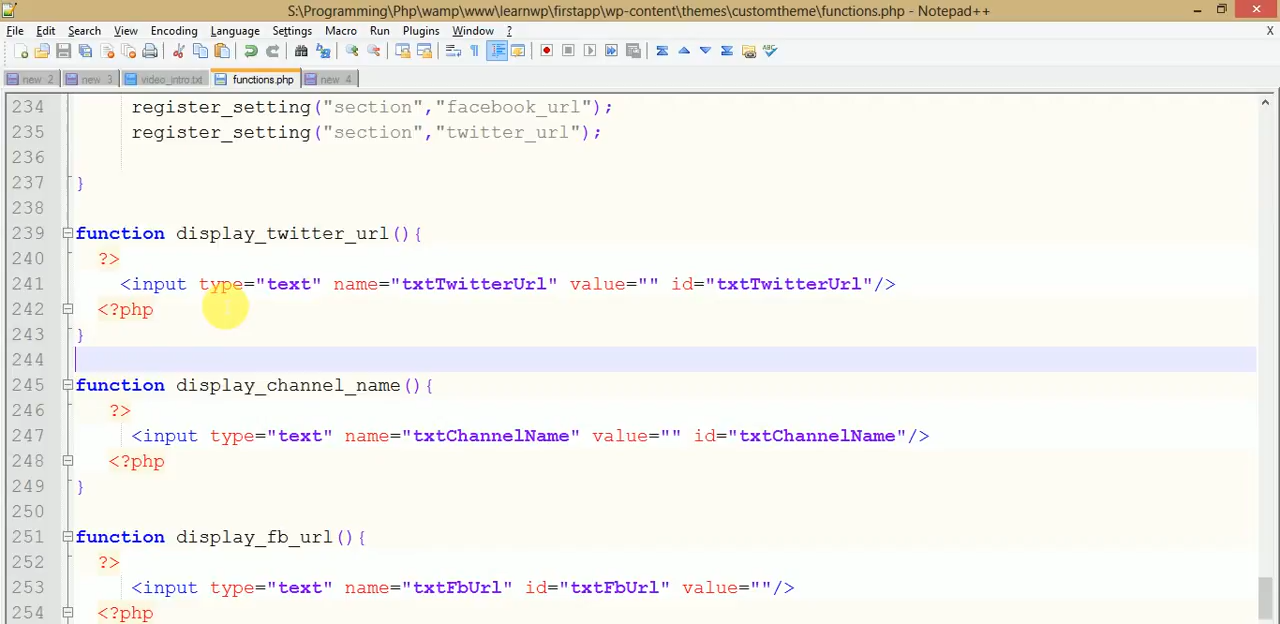 S:\Programming\Php\wamp\www\learnwp\firstapp\wp-content\themes\customtheme\functions.php - Notepad++
File Edit Search View Encoding Language Settings Macro Run Plugins Window ? X
new 2 new 3 video_intro.txt functions.php new 4
234 register_setting("section","facebook_url");
235 register_setting("section","twitter_url");
236
237 }
238
239 function display_twitter_url(){
240 ?>
241 <input type="text" name="txtTwitterUrl" value="" id="txtTwitterUrl"/>
242 <?php
243 }
244
245 function display_channel_name(){
246 ?>
247 <input type="text" name="txtChannelName" value="" id="txtChannelName"/>
248 <?php
249 }
250
251 function display_fb_url(){
252 ?>
253 <input type="text" name="txtFbUrl" id="txtFbUrl" value=""/>
254 <?php